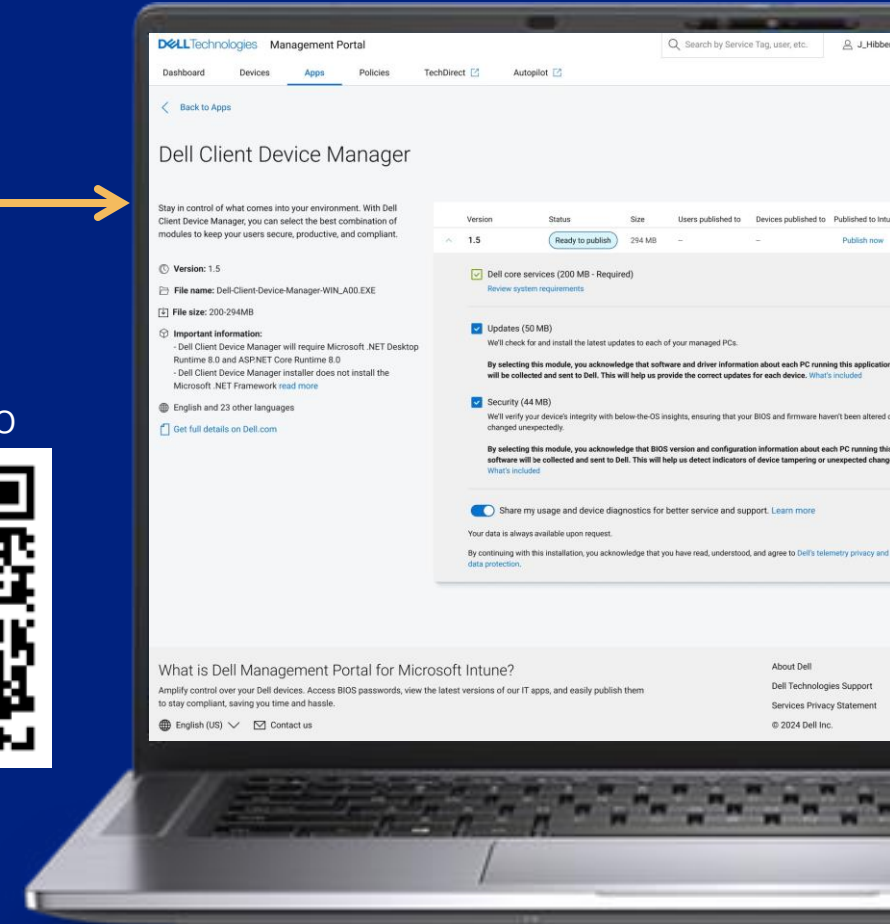 DELLTechnologies Management Portal
Search by Service Tag, user, etc.
Dashboard Devices Apps Policies TechDirect Autopilot
Back to Apps
Dell Client Device Manager
Stay in control of what comes into your environment. With Dell
Client Device Manager, you can select the best combination of
modules to keep your users secure, productive, and compliant.
Version: 1.5
File name: Dell-Client-Device-Manager-WIN_A00.EXE
File size: 200-294MB
Important information:
- Dell Client Device Manager will require Microsoft .NET Desktop
Runtime 8.0 and ASP.NET Core Runtime 8.0
- Dell Client Device Manager installer does not install the
Microsoft .NET Framework read more
English and 23 other languages
Get full details on Dell.com
Version Status Size Users published to Devices published to Published to Intu
1.5 Ready to publish 294 MB – – Publish now
Dell core services (200 MB - Required)
Review system requirements
Updates (50 MB)
We'll check for and install the latest updates to each of your managed PCs.
By selecting this module, you acknowledge that software and driver information about each PC running this application
will be collected and sent to Dell. This will help us provide the correct updates for each device. What's included
Security (44 MB)
We'll verify your device's integrity with below-the-OS insights, ensuring that your BIOS and firmware haven't been altered
changed unexpectedly.
By selecting this module, you acknowledge that BIOS version and configuration information about each PC running this
software will be collected and sent to Dell. This will help us detect indicators of device tampering or unexpected
What's included
Share my usage and device diagnostics for better service and support. Learn more
Your data is always available upon request.
By continuing with this installation, you acknowledge that you have read, understood, and agree to Dell's telemetry privacy and
data protection.
What is Dell Management Portal for Microsoft Intune?
Amplify control over your Dell devices. Access BIOS passwords, view the latest versions of our IT apps, and easily publish them
to stay compliant, saving you time and hassle.
English (US) Contact us
About Dell
Dell Technologies Support
Services Privacy Statement
© 2024 Dell Inc.